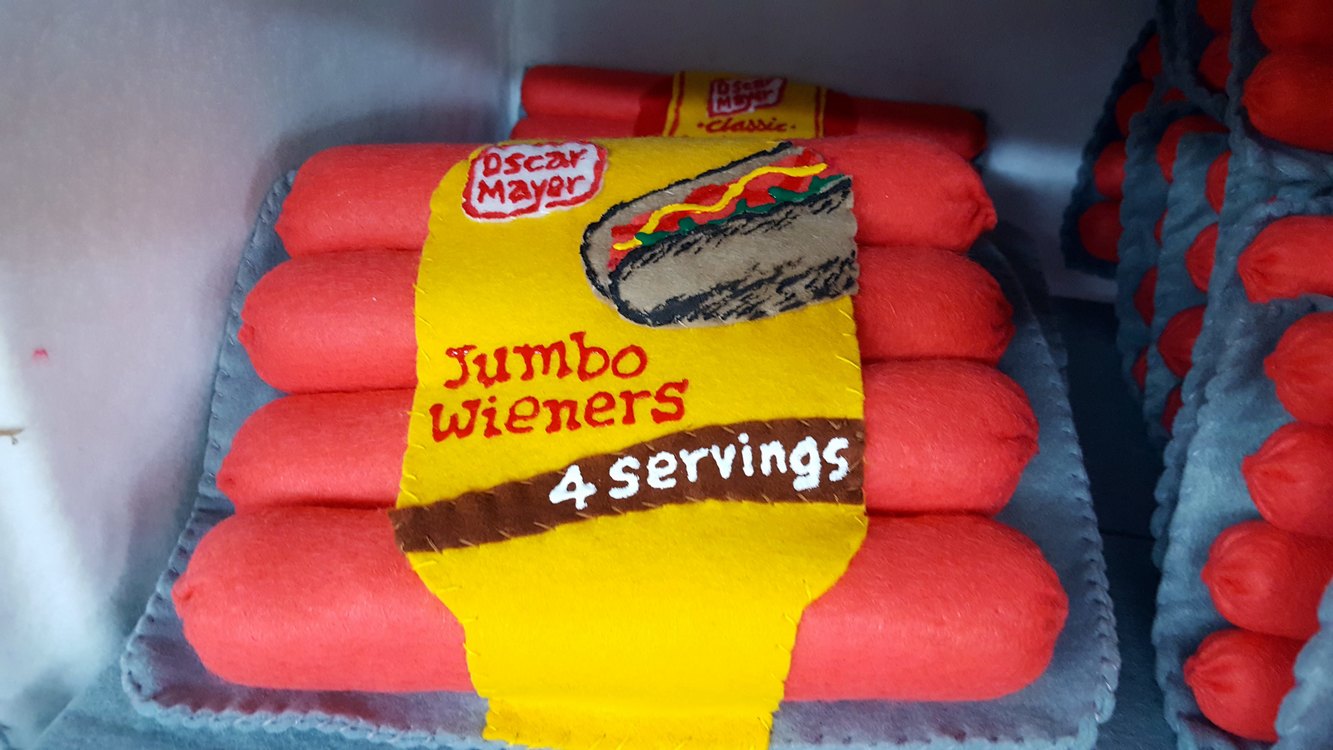 Oscar
Mayer
•Classic•
Oscar
Mayer
Jumbo
Wieners
4 servings